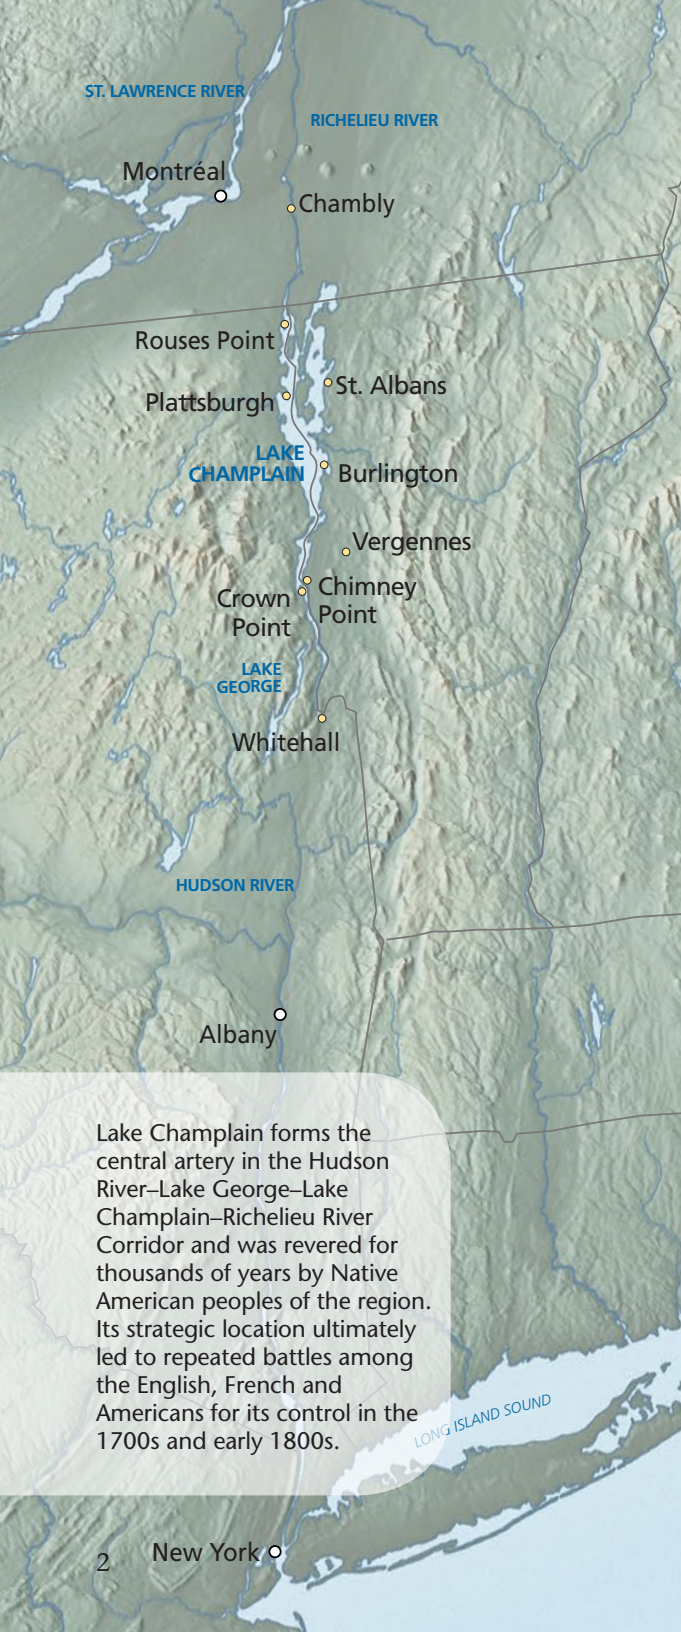 ST. LAWRENCE RIVER
RICHELIEU RIVER
Montréal
Chambly
Rouses Point
St. Albans
Plattsburgh
LAKE
CHAMPLAIN
Burlington
Vergennes
Chimney
Point
Crown
Point
LAKE
GEORGE
Whitehall
HUDSON RIVER
Albany
Lake Champlain forms the
central artery in the Hudson
River–Lake George–Lake
Champlain–Richelieu River
Corridor and was revered for
thousands of years by Native
American peoples of the region.
Its strategic location ultimately
led to repeated battles among
the English, French and
Americans for its control in the
1700s and early 1800s.
LONG ISLAND SOUND
New York
2